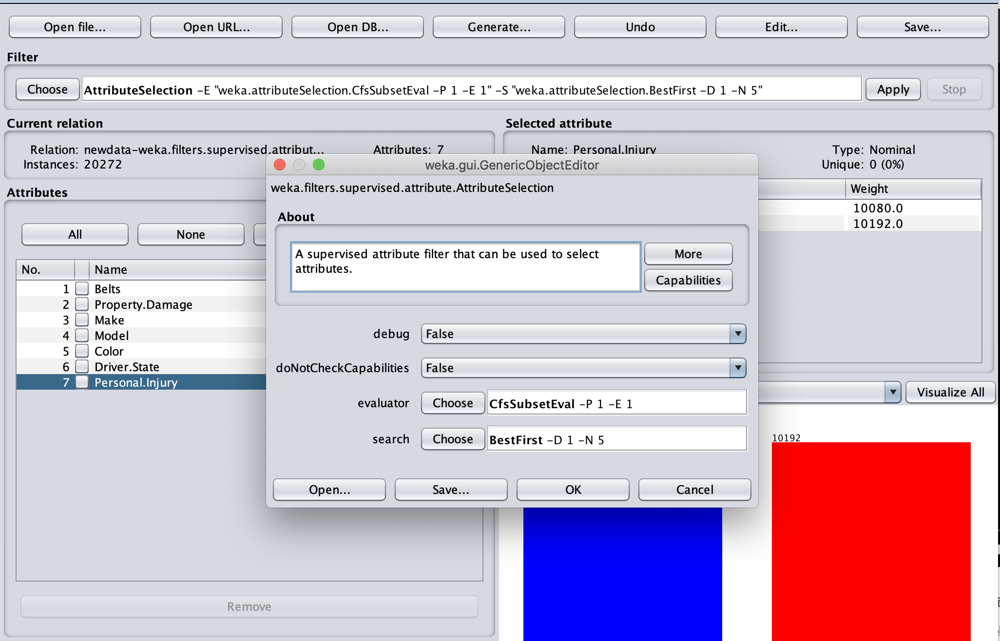 Open file... Open URL... Open DB... Generate... Undo Edit... Save...
Filter
Choose AttributeSelection -E "weka.attributeSelection.CfsSubsetEval -P 1 -E 1" -S "weka.attributeSelection.BestFirst -D 1 -N 5" Apply Stop
Current relation
Relation: newdata-weka.filters.supervised.attribut... Attributes: 7
Instances: 20272
Selected attribute
Name: Personal.Injury Type: Nominal
Unique: 0 (0%)
Weight
10080.0
10192.0
Attributes
All None
No. Name
1 Belts
2 Property.Damage
3 Make
4 Model
5 Color
6 Driver.State
7 Personal.Injury
Remove
weka.gui.GenericObjectEditor
weka.filters.supervised.attribute.AttributeSelection
About
A supervised attribute filter that can be used to select
attributes.
More
Capabilities
debug False
doNotCheckCapabilities False
evaluator Choose CfsSubsetEval -P 1 -E 1
search Choose BestFirst -D 1 -N 5
Open... Save... OK Cancel
Visualize All
10192